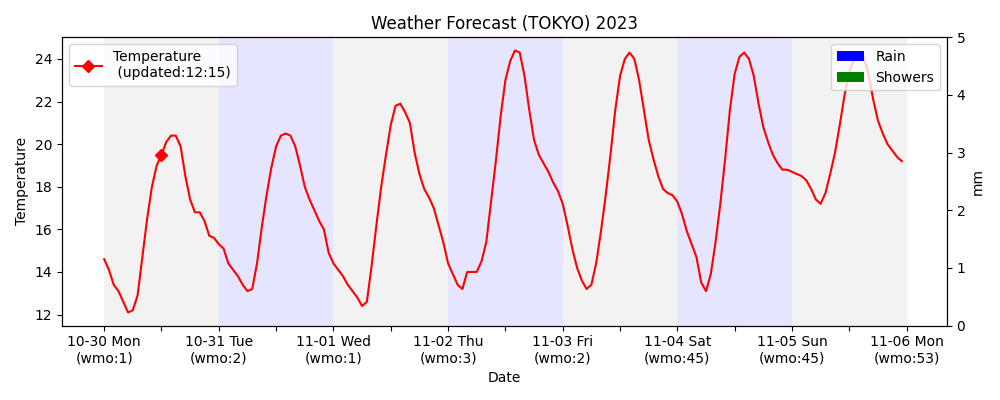 Weather Forecast (TOKYO) 2023
Temperature
(updated:12:15)
Rain
Showers
24
22
20
18
16
14
12
Temperature
5
4
3
2
1
0
mm
10-30 Mon
(wmo:1)
10-31 Tue
(wmo:2)
11-01 Wed
(wmo:1)
11-02 Thu
(wmo:3)
11-03 Fri
(wmo:2)
11-04 Sat
(wmo:45)
11-05 Sun
(wmo:45)
11-06 Mon
(wmo:53)
Date